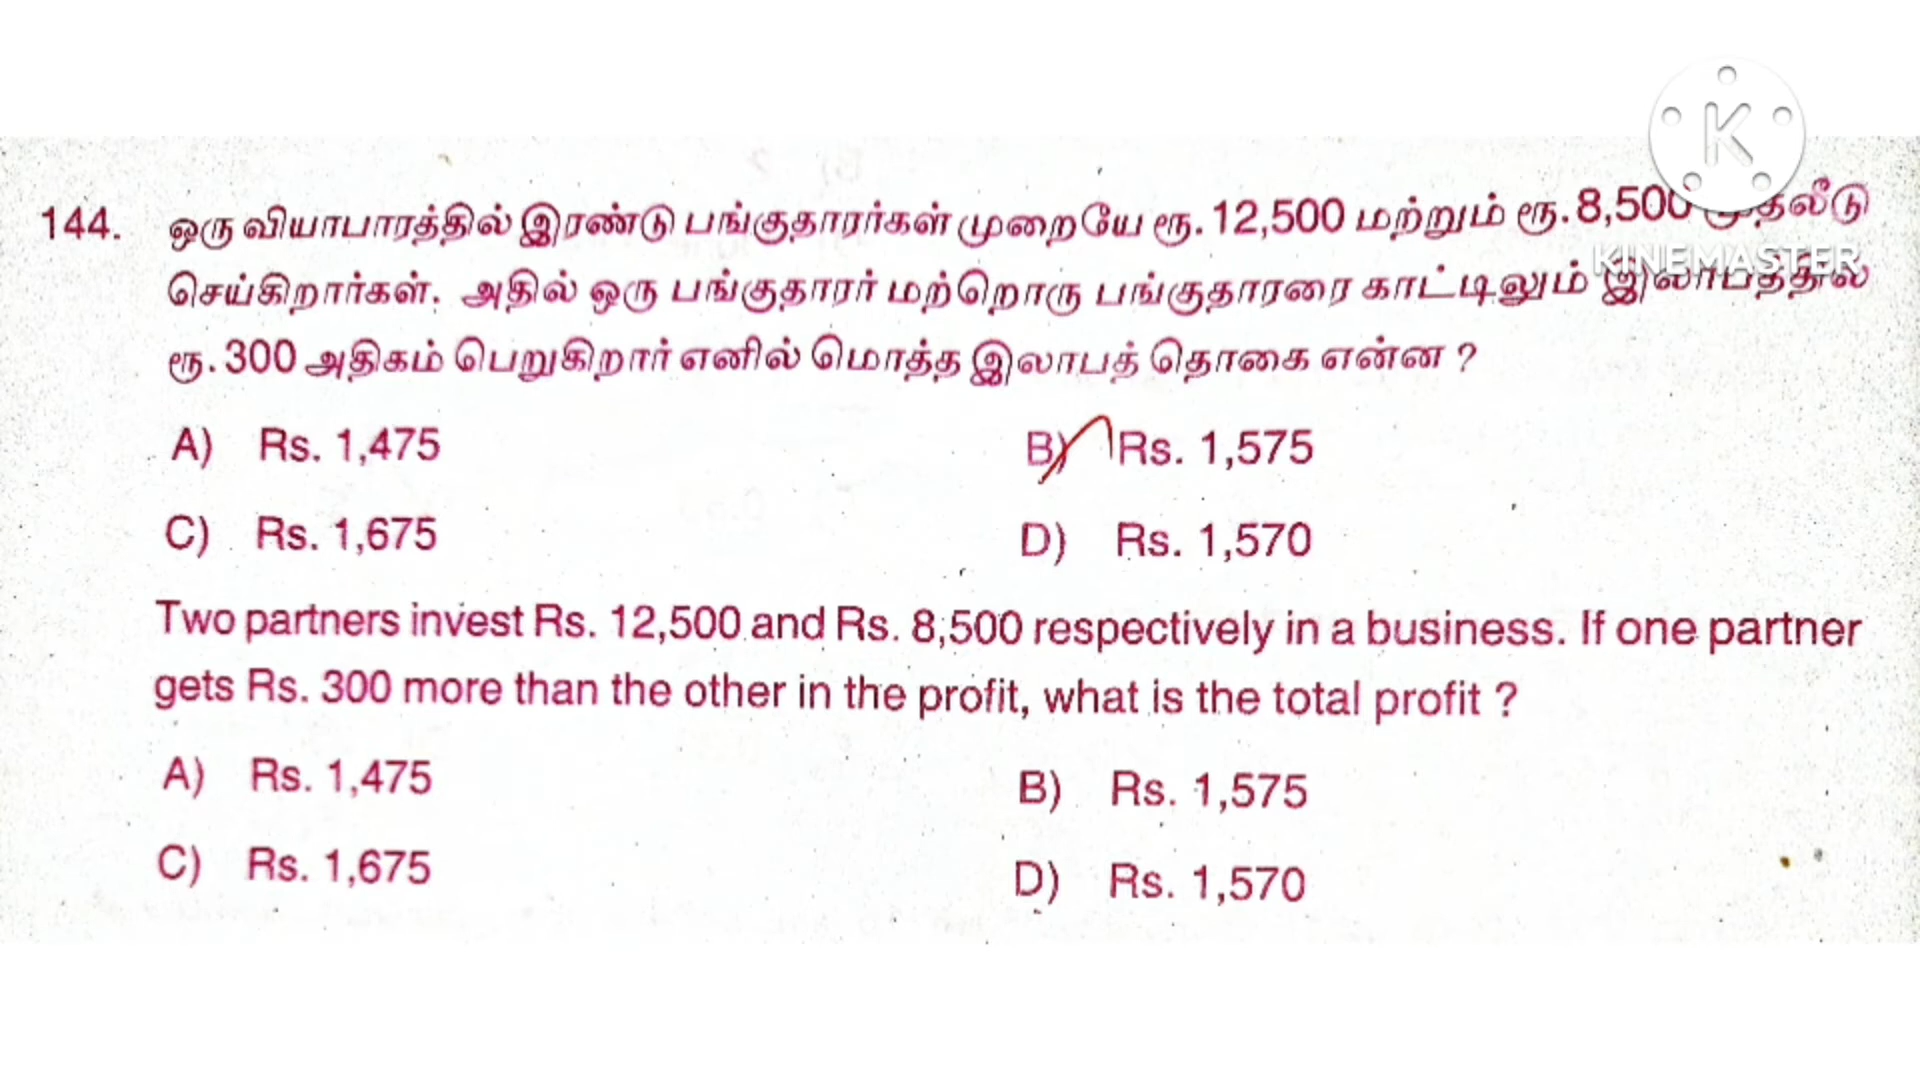 K
144. ஒரு வியாபாரத்தில் இரண்டு பங்குதாரர்கள் முறையே ரூ. 12,500 மற்றும் ரூ. 8,500 முதலீடு
KINEMASTER
செய்கிறார்கள். அதில் ஒரு பங்குதாரர் மற்றொரு பங்குதாரரை காட்டிலும் இலாபத்தில்
ரூ. 300 அதிகம் பெறுகிறார் எனில் மொத்த இலாபத் தொகை என்ன ?
A) Rs. 1,475 B) Rs. 1,575
C) Rs. 1,675 D) Rs. 1,570
Two partners invest Rs. 12,500 and Rs. 8,500 respectively in a business. If one partner
gets Rs. 300 more than the other in the profit, what is the total profit ?
A) Rs. 1,475 B) Rs. 1,575
C) Rs. 1,675 D) Rs. 1,570